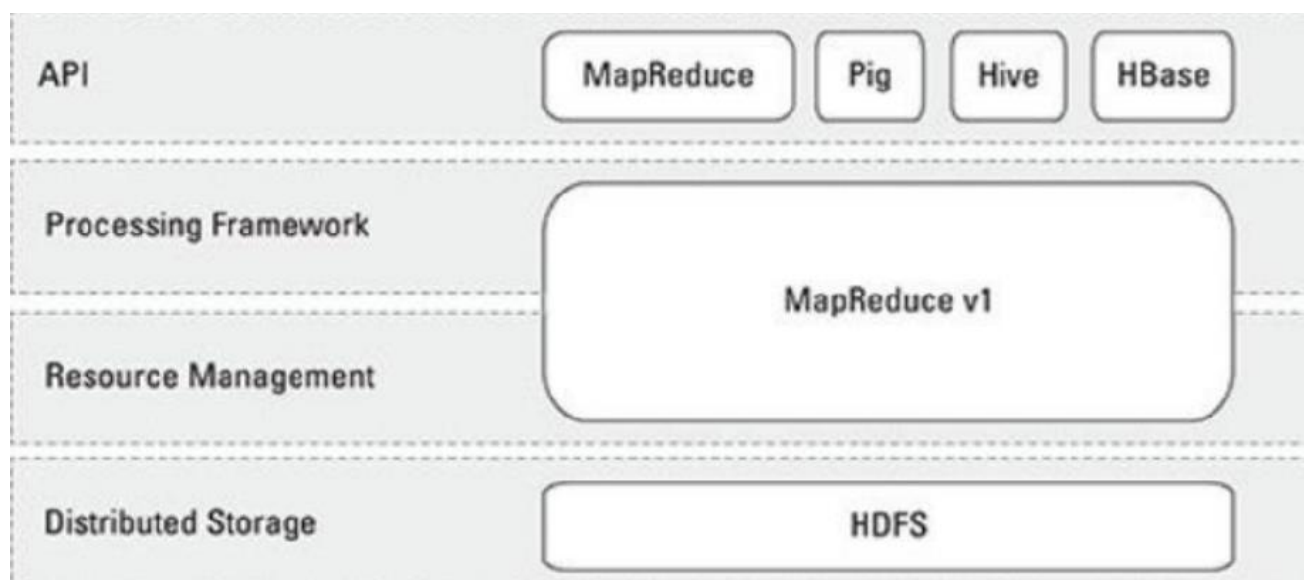 API
MapReduce
Pig
Hive
HBase
Processing Framework
MapReduce v1
Resource Management
Distributed Storage
HDFS